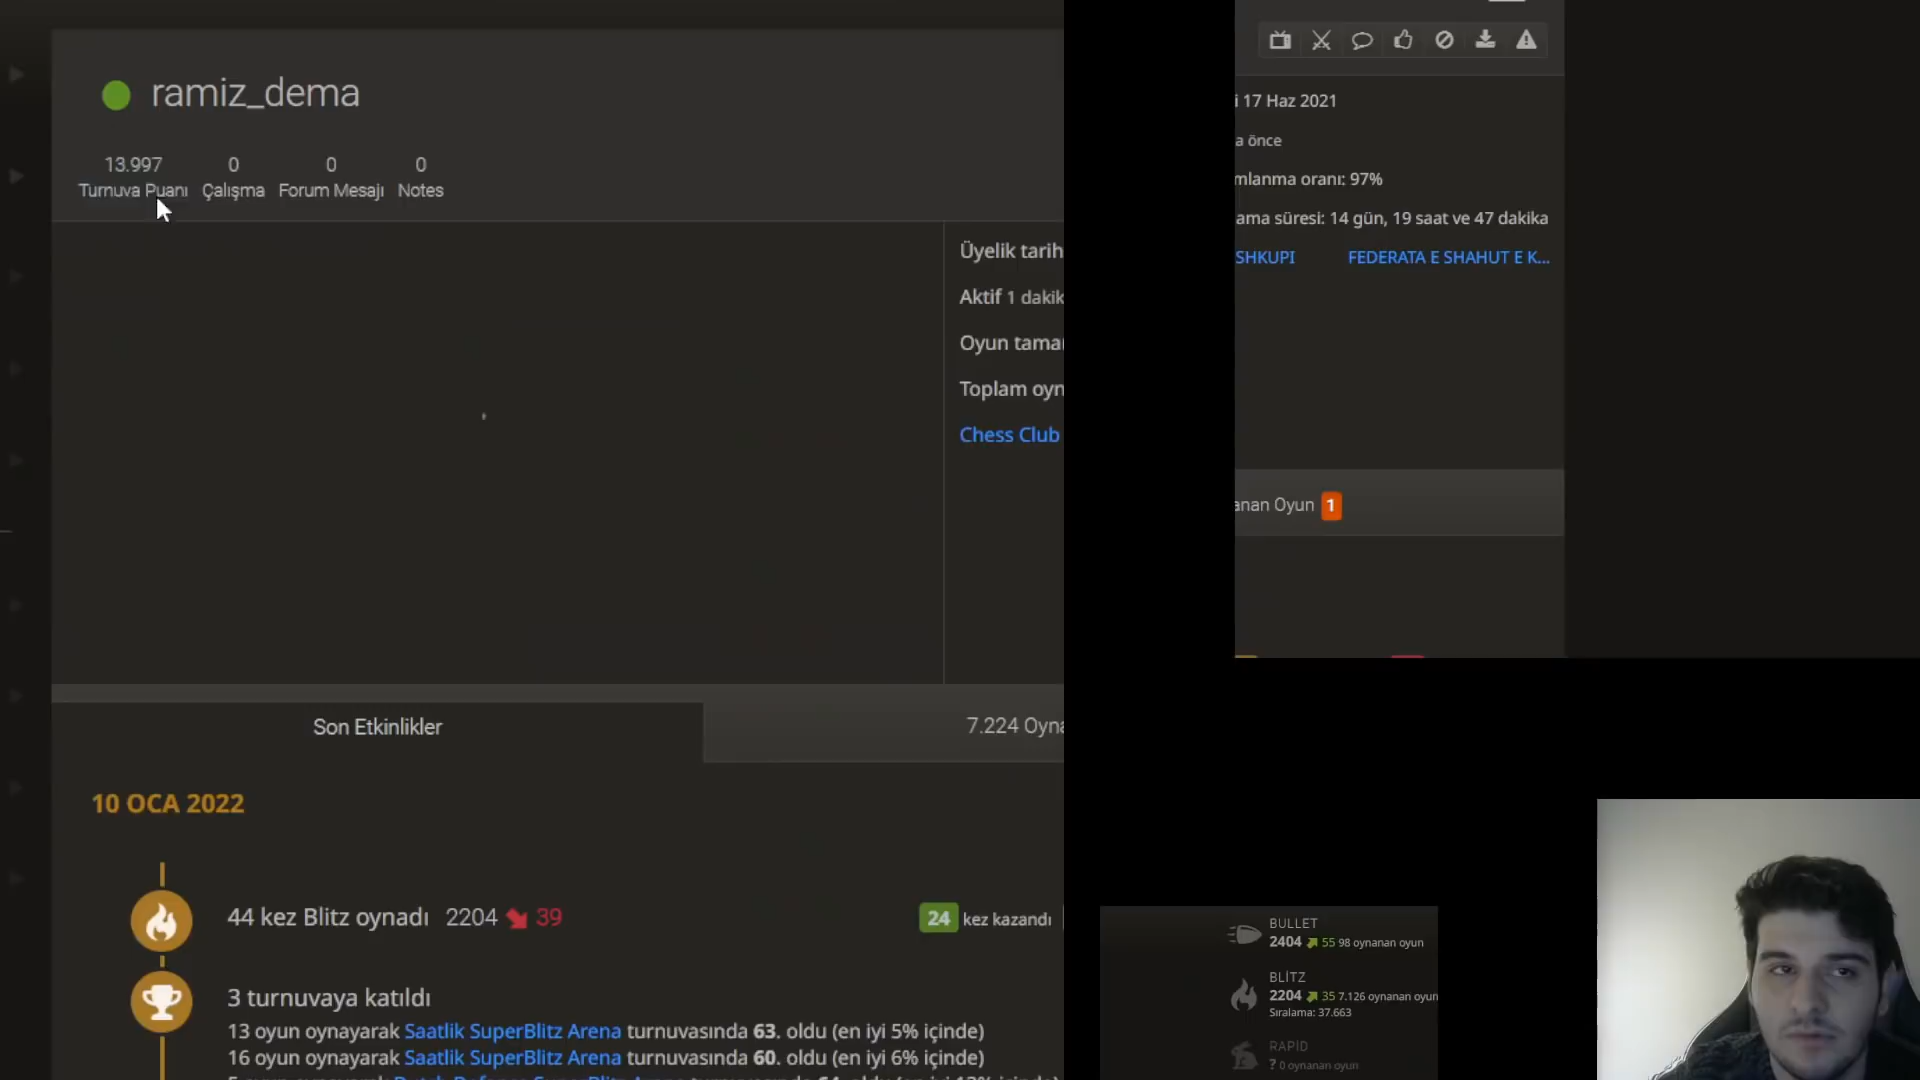 ramiz_dema
13.997 0 0 0
Turnuva Puanı Çalışma Forum Mesajı Notes
Üyelik tarih
Aktif 1 dakik
Oyun tamar
Toplam oyn
Chess Club
i 17 Haz 2021
a önce
mlanma oranı: 97%
ama süresi: 14 gün, 19 saat ve 47 dakika
SHKUPI FEDERATA E SHAHUT E K...
anan Oyun 1
Son Etkinlikler
7.224 Oyna
10 OCA 2022
44 kez Blitz oynadı 2204 39
24 kez kazandı
3 turnuvaya katıldı
13 oyun oynayarak Saatlik SuperBlitz Arena turnuvasında 63. oldu (en iyi 5% içinde)
16 oyun oynayarak Saatlik SuperBlitz Arena turnuvasında 60. oldu (en iyi 6% içinde)
BULLET
2404 55 98 oynanan oyun
BLİTZ
2204 35 7.126 oynanan oyun
Sıralama: 37.663
RAPİD
? 0 oynanan oyun